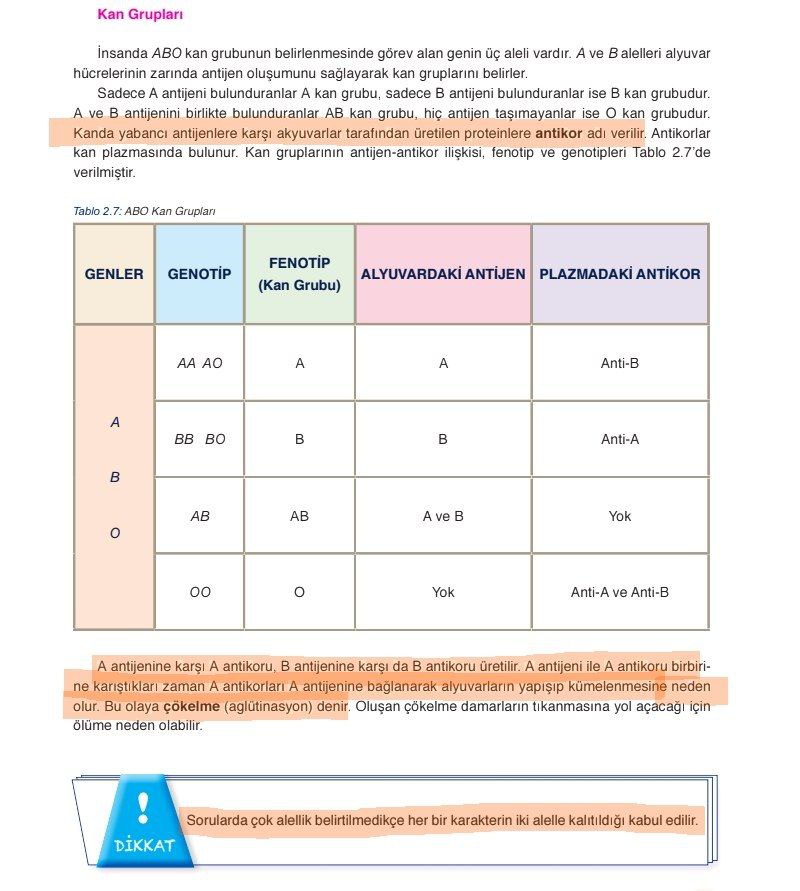 Kan Grupları
İnsanda ABO kan grubunun belirlenmesinde görev alan genin üç aleli vardır. A ve B alelleri alyuvar
hücrelerinin zarında antijen oluşumunu sağlayarak kan gruplarını belirler.
Sadece A antijeni bulunduranlar A kan grubu, sadece B antijeni bulunduranlar ise B kan grubudur.
A ve B antijenini birlikte bulunduranlar AB kan grubu, hiç antijen taşımayanlar ise O kan grubudur.
Kanda yabancı antijenlere karşı akyuvarlar tarafından üretilen proteinlere antikor adı verilir. Antikorlar
kan plazmasında bulunur. Kan gruplarının antijen-antikor ilişkisi, fenotip ve genotipleri Tablo 2.7’de
verilmiştir.
Tablo 2.7: ABO Kan Grupları
GENLER GENOTİP FENOTİP (Kan Grubu) ALYUVARDAKİ ANTİJEN PLAZMADAKİ ANTİKOR
AA AO A A Anti-B
A
BB BO B B Anti-A
B
AB AB A ve B Yok
O
OO O Yok Anti-A ve Anti-B
A antijenine karşı A antikoru, B antijenine karşı da B antikoru üretilir. A antijeni ile A antikoru birbiri-
ne karıştıkları zaman A antikorları A antijenine bağlanarak alyuvarların yapışıp kümelenmesine neden
olur. Bu olaya çökelme (aglütinasyon) denir. Oluşan çökelme damarların tıkanmasına yol açacağı için
ölüme neden olabilir.
!
DİKKAT
Sorularda çok alellik belirtilmedikçe her bir karakterin iki alelle kalıtıldığı kabul edilir.